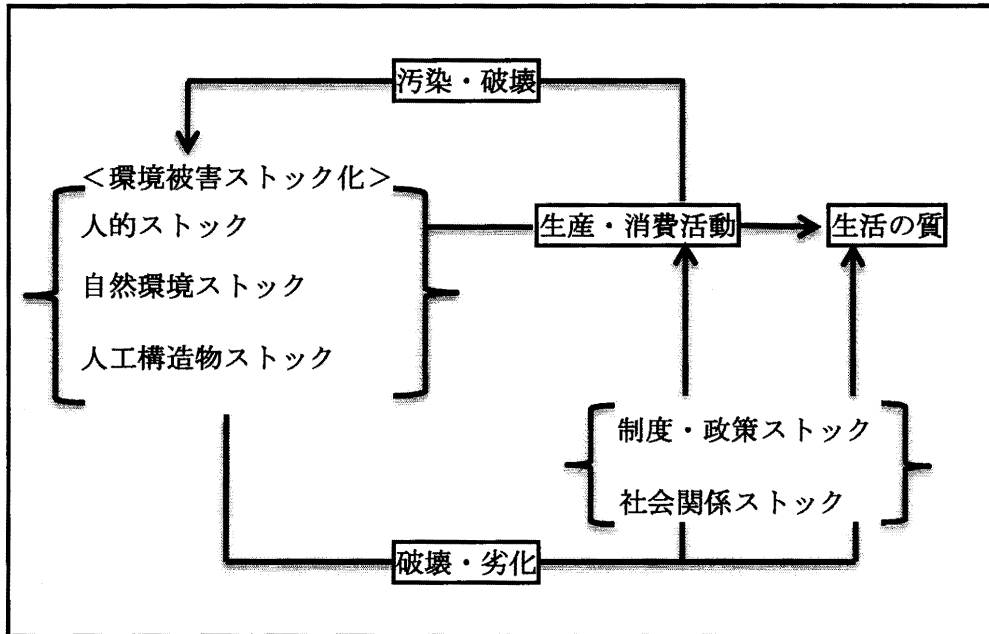 汚染・破壊
＜環境被害ストック化＞
人的ストック
生産・消費活動
生活の質
自然環境ストック
人工構造物ストック
制度・政策ストック
社会関係ストック
破壊・劣化